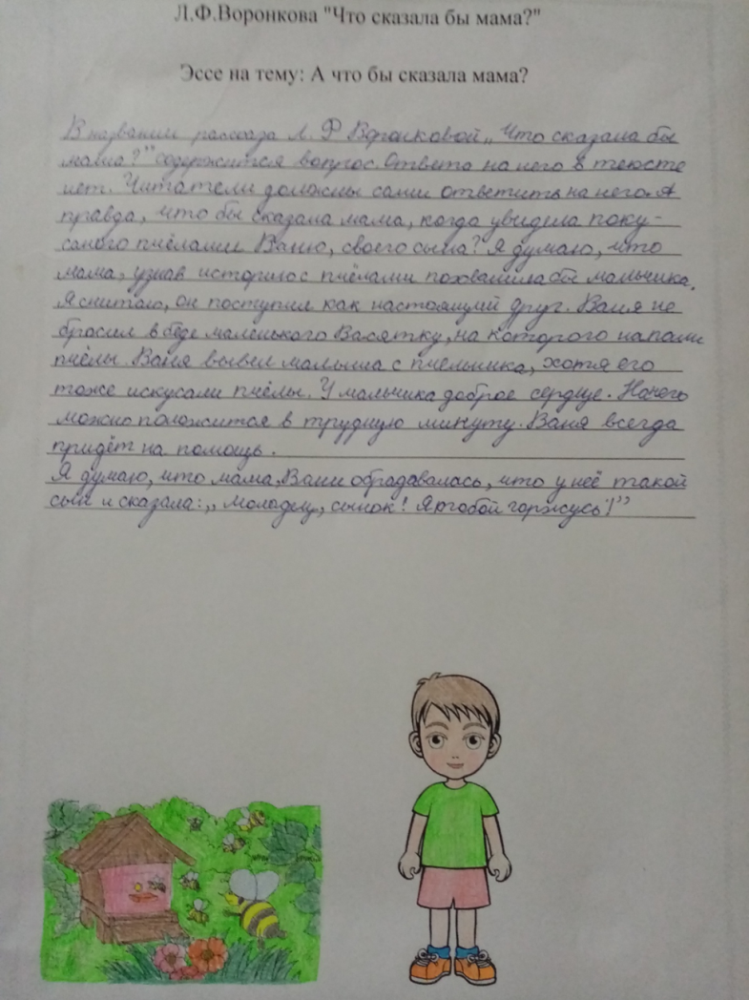 Л.Ф.Воронкова "Что сказала бы мама?"
Эссе на тему: А что бы сказала мама?
В названии рассказа Л. Ф Воронковой „Что сказала бы
мама?" содержится вопрос. Ответа на него в тексте
нет. Читатели должны сами ответить на него. А
правда, что бы сказала мама, когда увидела поку-
санного пчёлами Ваню, своего сына? Я думаю, что
мама, узнав историю с пчёлами похвалила бы мальчика.
Я считаю, он поступил как настоящий друг. Ваня не
бросил в беде маленького Васятку, на которого напали
пчёлы. Ваня вывел малыша с пчельника, хотя его
тоже искусали пчёлы. У мальчика доброе сердце. На него
можно положится в трудную минуту. Ваня всегда
придёт на помощь.
Я думаю, что мама, Вани обрадавалась, что у неё такой
сын и сказала: „Молодец, сынок! Я тобой горжусь!"